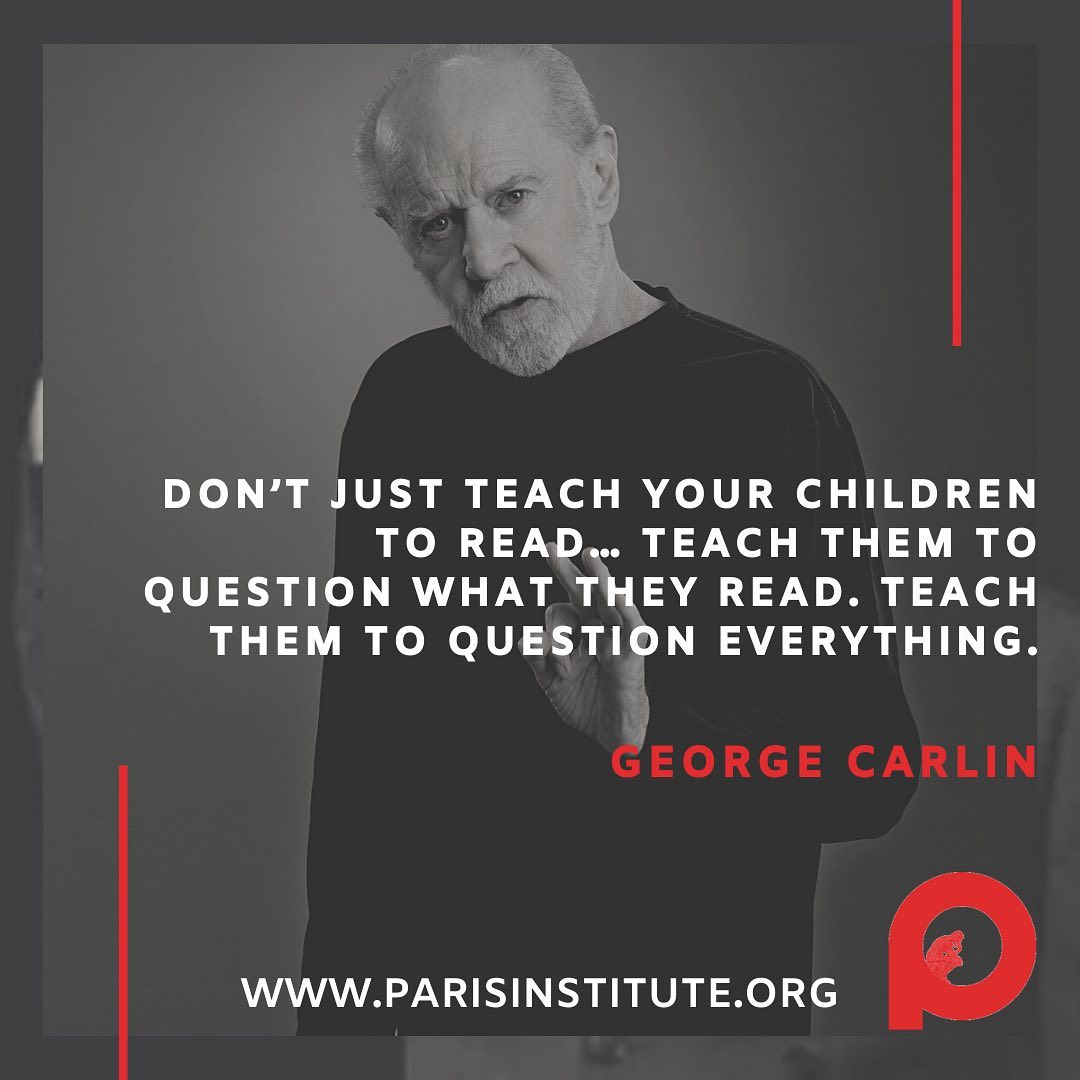 DON’T JUST TEACH YOUR CHILDREN
TO READ… TEACH THEM TO
QUESTION WHAT THEY READ. TEACH
THEM TO QUESTION EVERYTHING.
GEORGE CARLIN
WWW.PARISINSTITUTE.ORG